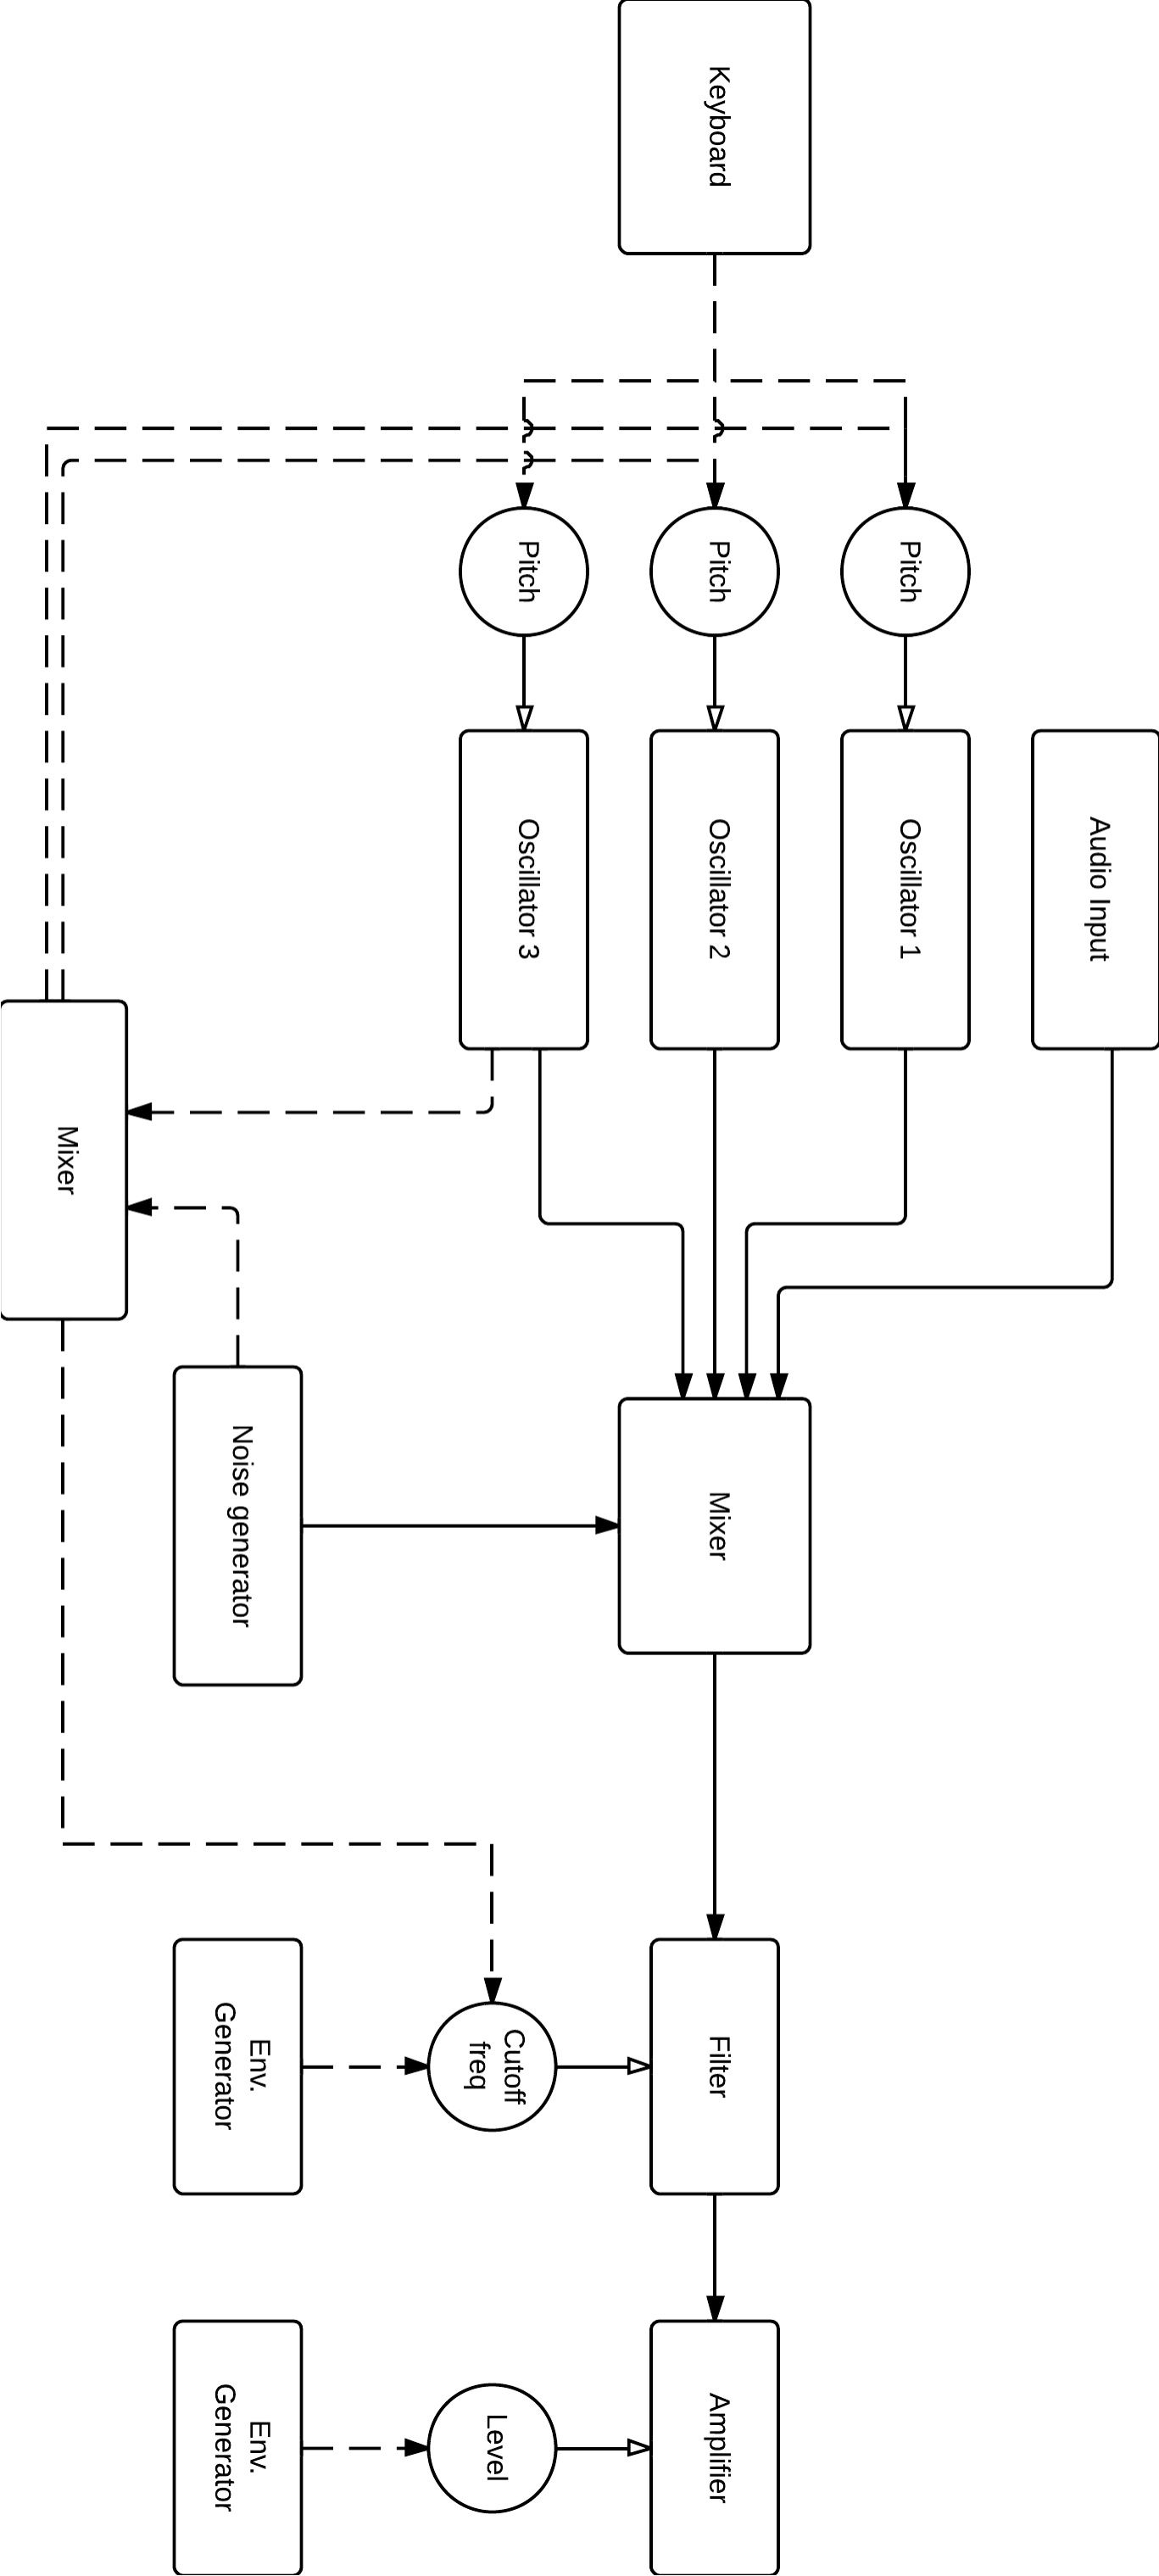 Audio Input
Keyboard
Pitch
Oscillator 1
Pitch
Oscillator 2
Mixer
Filter
Amplifier
Pitch
Oscillator 3
Cutoff
freq
Level
Noise generator
Env.
Generator
Env.
Generator
Mixer